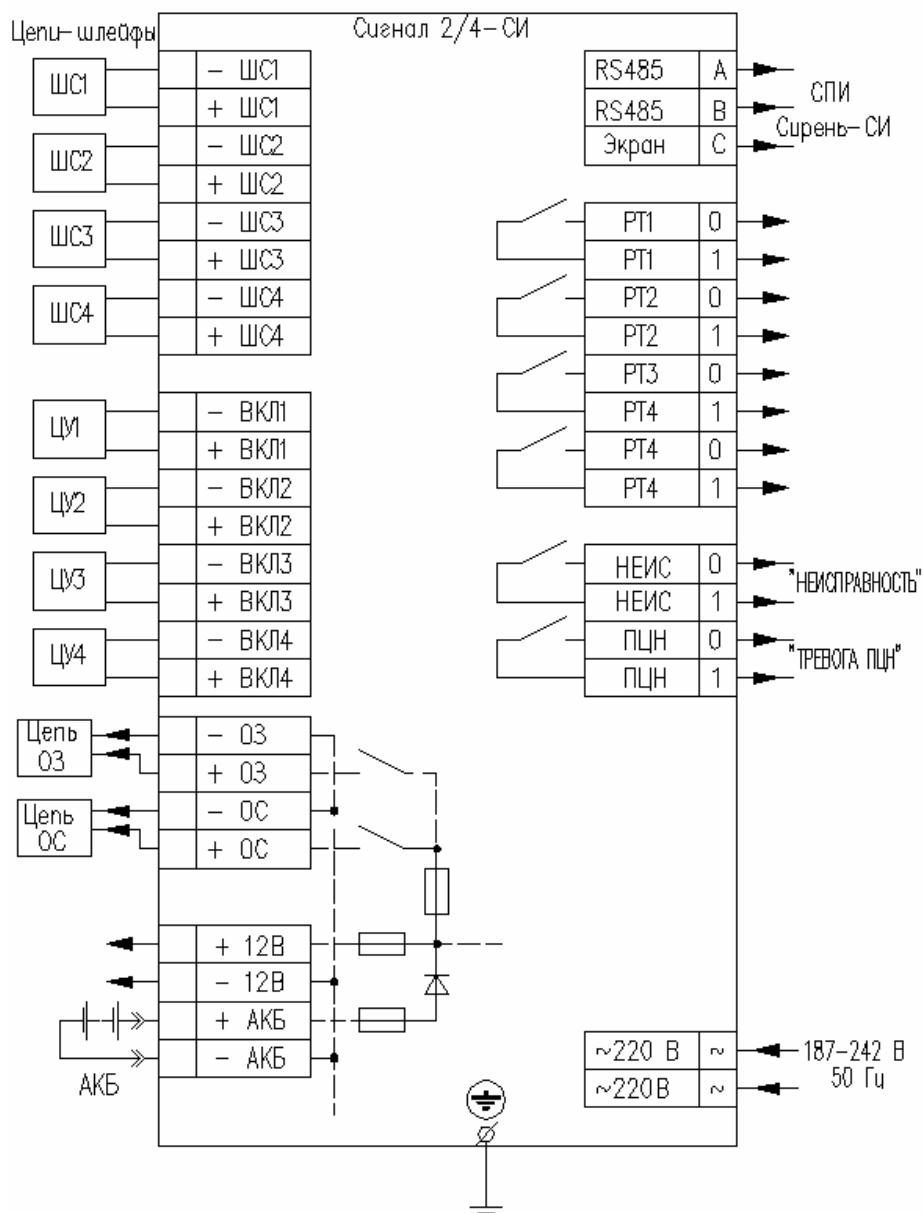 Сигнал 2/4-СИ
Цепи-шлейфы
ШС1
- ШС1
+ ШС1
ШС2
- ШС2
+ ШС2
ШС3
- ШС3
+ ШС3
ШС4
- ШС4
+ ШС4
ЦУ1
- ВКЛ1
+ ВКЛ1
ЦУ2
- ВКЛ2
+ ВКЛ2
ЦУ3
- ВКЛ3
+ ВКЛ3
ЦУ4
- ВКЛ4
+ ВКЛ4
Цепь
ОЗ
- ОЗ
+ ОЗ
Цепь
ОС
- ОС
+ ОС
+ 12В
- 12В
+ АКБ
- АКБ
АКБ
RS485 A
RS485 B
Экран C
СПИ
Сирень-СИ
РТ1 0
РТ1 1
РТ2 0
РТ2 1
РТ3 0
РТ4 1
РТ4 0
РТ4 1
НЕИС 0
НЕИС 1
"НЕИСПРАВНОСТЬ"
ПЦН 0
ПЦН 1
"ТРЕВОГА ПЦН"
~220 В ~
~220В ~
187-242 В
50 Гц